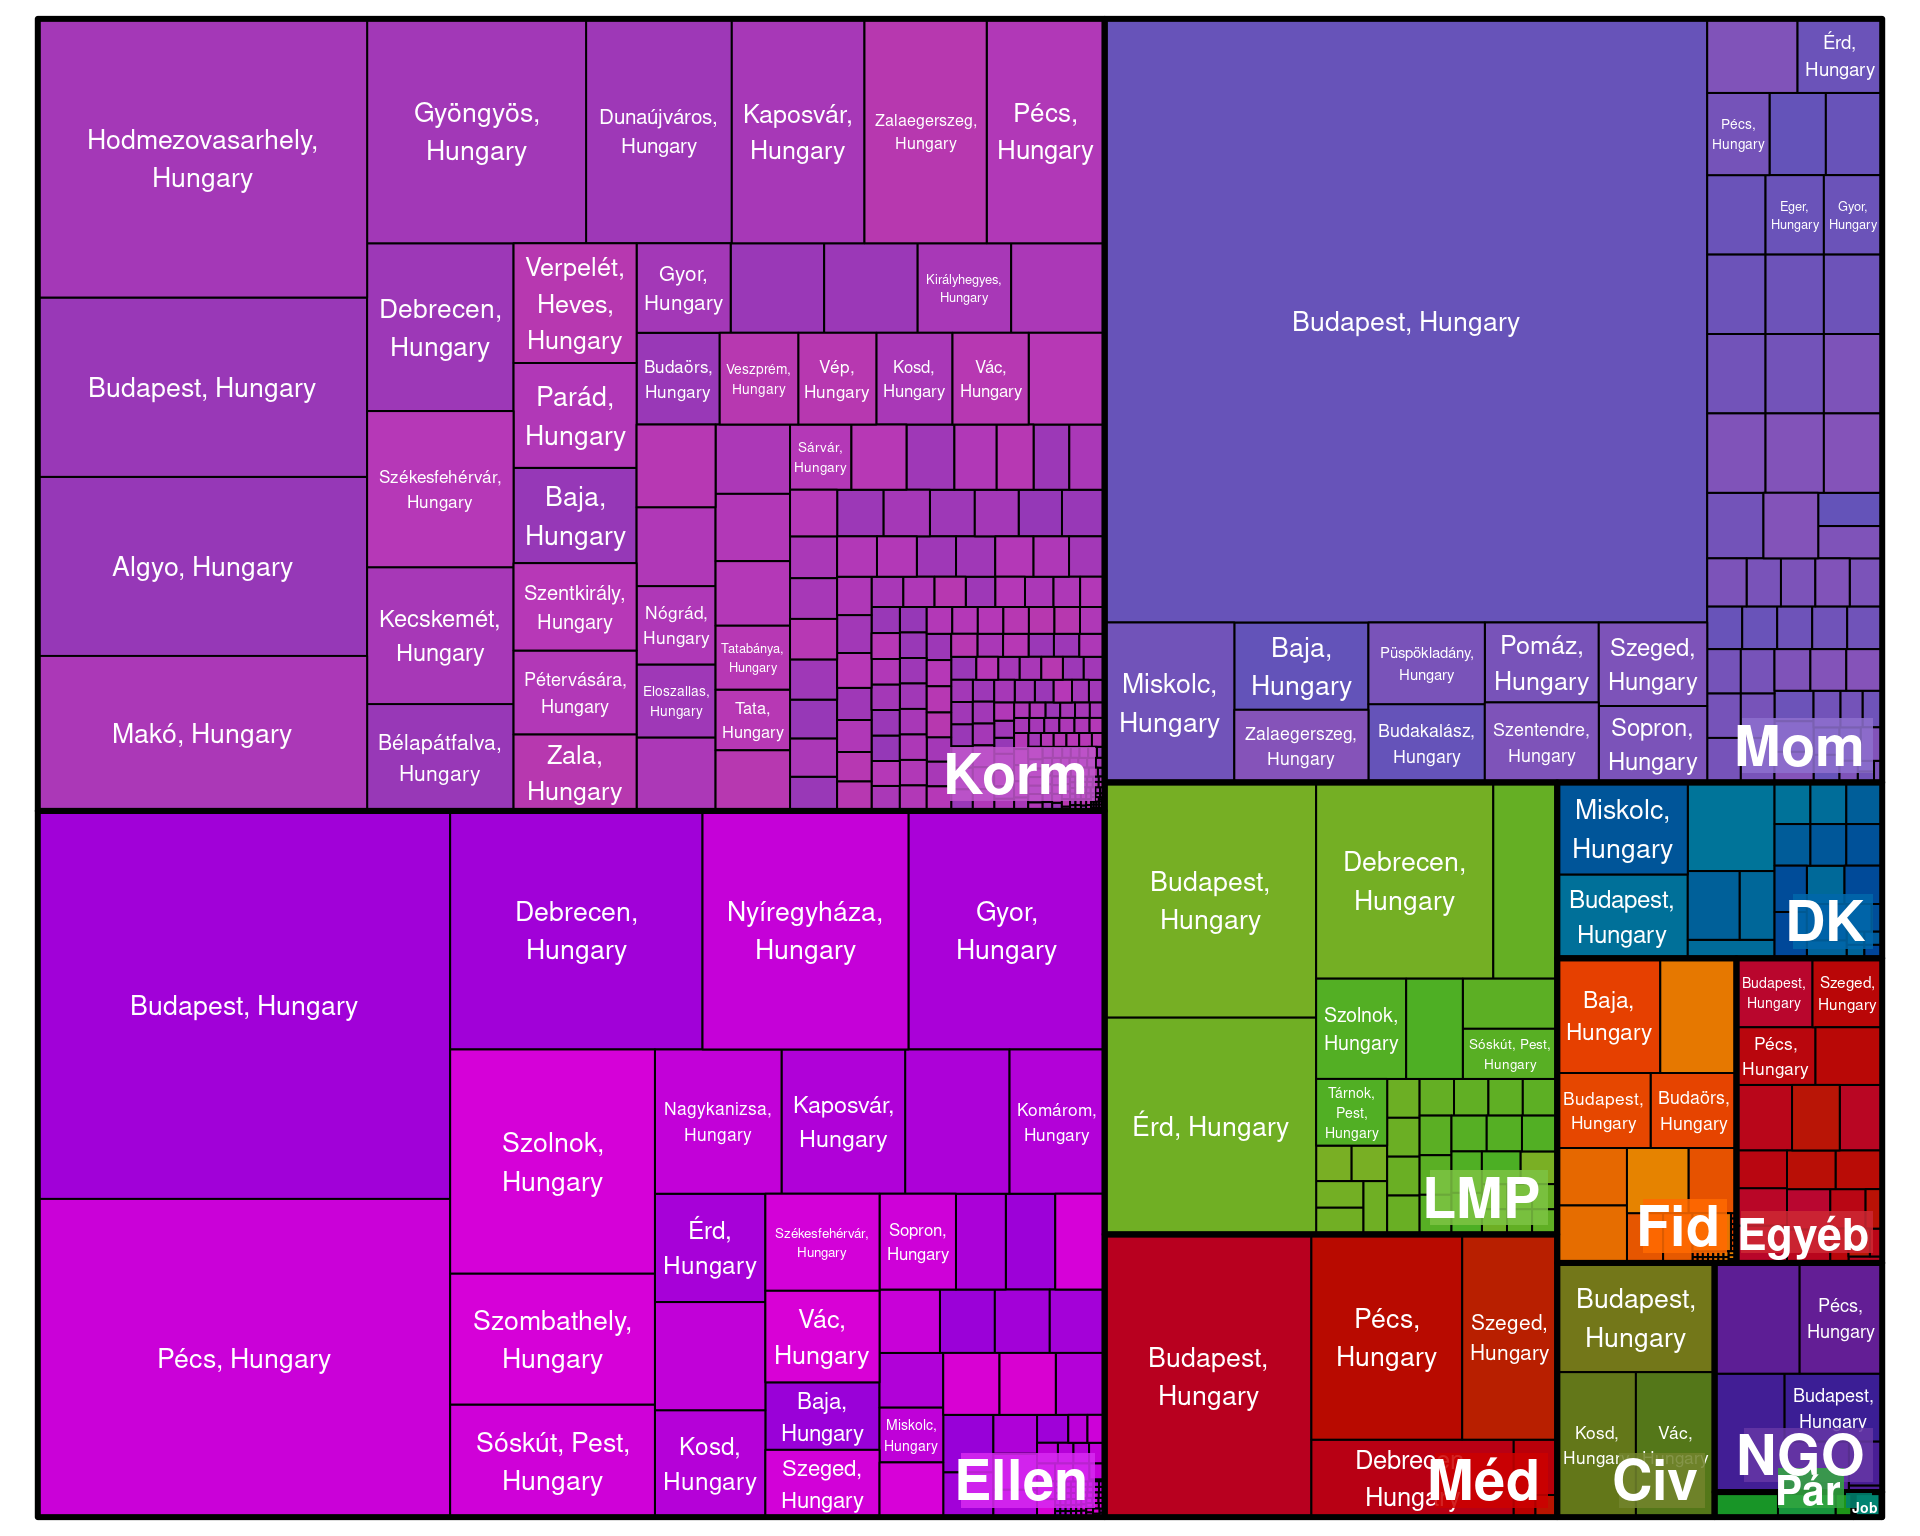 Hodmezovasarhely,
Hungary
Budapest, Hungary
Algyo, Hungary
Makó, Hungary
Gyöngyös,
Hungary
Dunaújváros,
Hungary
Kaposvár,
Hungary
Zalaegerszeg,
Hungary
Pécs,
Hungary
Debrecen,
Hungary
Székesfehérvár,
Hungary
Kecskemét,
Hungary
Bélapátfalva,
Hungary
Verpelét,
Heves,
Hungary
Parád,
Hungary
Baja,
Hungary
Szentkirály,
Hungary
Pétervására,
Hungary
Zala,
Hungary
Gyor,
Hungary
Királyhegyes,
Hungary
Budaörs,
Hungary
Veszprém,
Hungary
Vép,
Hungary
Kosd,
Hungary
Vác,
Hungary
Sárvár,
Hungary
Nógrád,
Hungary
Eloszallas,
Hungary
Tatabánya,
Hungary
Tata,
Hungary
Korm
Budapest, Hungary
Érd,
Hungary
Pécs,
Hungary
Eger,
Hungary
Gyor,
Hungary
Miskolc,
Hungary
Baja,
Hungary
Zalaegerszeg,
Hungary
Püspökladány,
Hungary
Budakalász,
Hungary
Pomáz,
Hungary
Szentendre,
Hungary
Szeged,
Hungary
Sopron,
Hungary
Mom
Budapest, Hungary
Pécs, Hungary
Debrecen,
Hungary
Nyíregyháza,
Hungary
Gyor,
Hungary
Szolnok,
Hungary
Szombathely,
Hungary
Sóskút, Pest,
Hungary
Nagykanizsa,
Hungary
Kaposvár,
Hungary
Komárom,
Hungary
Érd,
Hungary
Kosd,
Hungary
Székesfehérvár,
Hungary
Vác,
Hungary
Baja,
Hungary
Szeged,
Hungary
Sopron,
Hungary
Miskolc,
Hungary
Ellen
Budapest,
Hungary
Érd, Hungary
Debrecen,
Hungary
Szolnok,
Hungary
Sóskút, Pest,
Hungary
Tárnok,
Pest,
Hungary
LMP
Budapest,
Hungary
Pécs,
Hungary
Szeged,
Hungary
Debrecen,
Hungary
Méd
Miskolc,
Hungary
Budapest,
Hungary
DK
Baja,
Hungary
Budapest,
Hungary
Budaörs,
Hungary
Fid
Budapest,
Hungary
Szeged,
Hungary
Pécs,
Hungary
Egyéb
Budapest,
Hungary
Kosd,
Hungary
Vác,
Hungary
Civ
Pécs,
Hungary
Budapest,
Hungary
NGO
Pár
Job